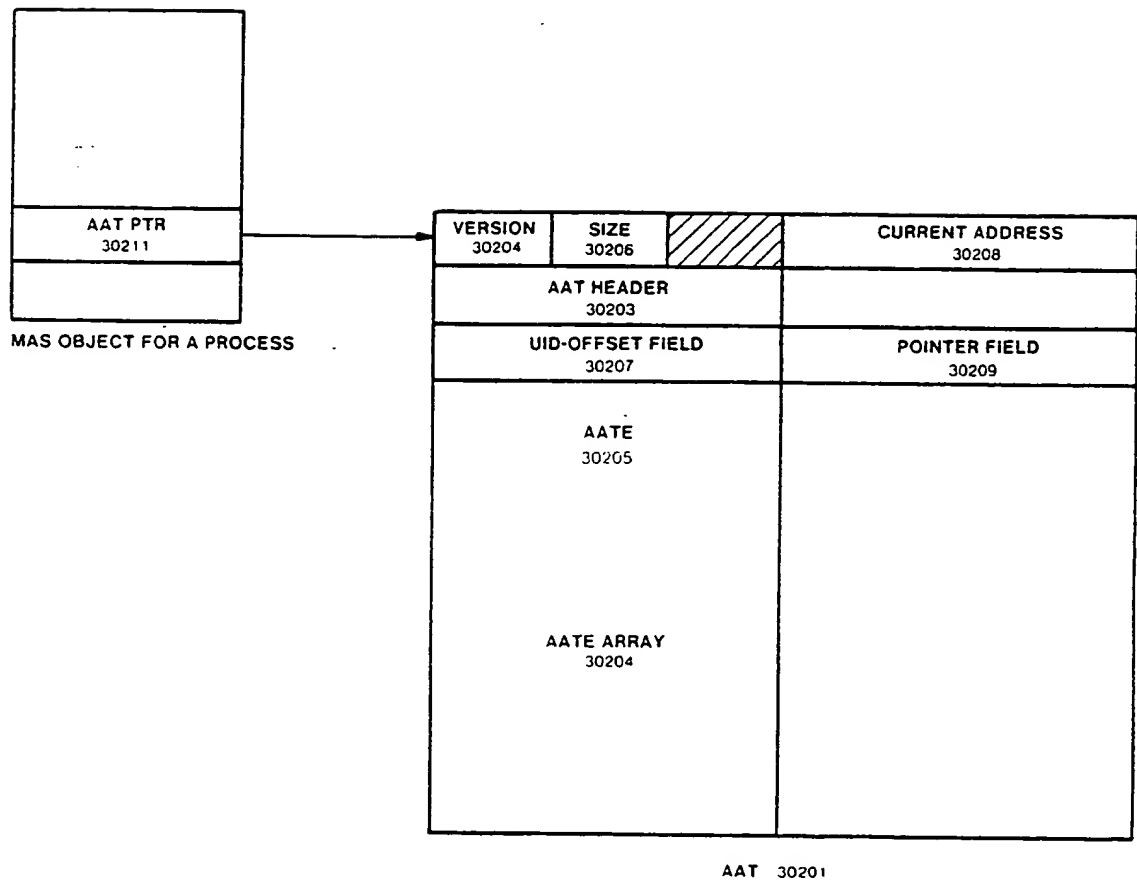 AAT PTR
30211
MAS OBJECT FOR A PROCESS
VERSION
30204
SIZE
30206
CURRENT ADDRESS
30208
AAT HEADER
30203
UID-OFFSET FIELD
30207
POINTER FIELD
30209
AATE
30205
AATE ARRAY
30204
AAT 30201